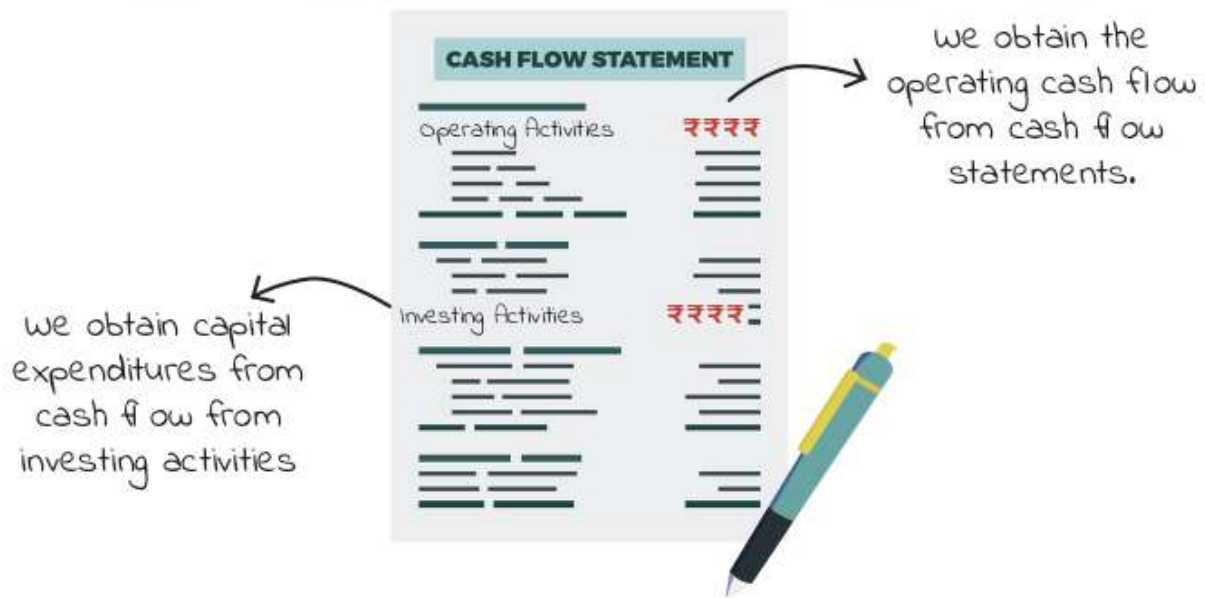 CASH FLOW STATEMENT
Operating Activities ₹₹₹₹
we obtain the
operating cash flow
from cash fl ow
statements.
Investing Activities ₹₹₹₹
we obtain capital
expenditures from
cash fl ow from
investing activities